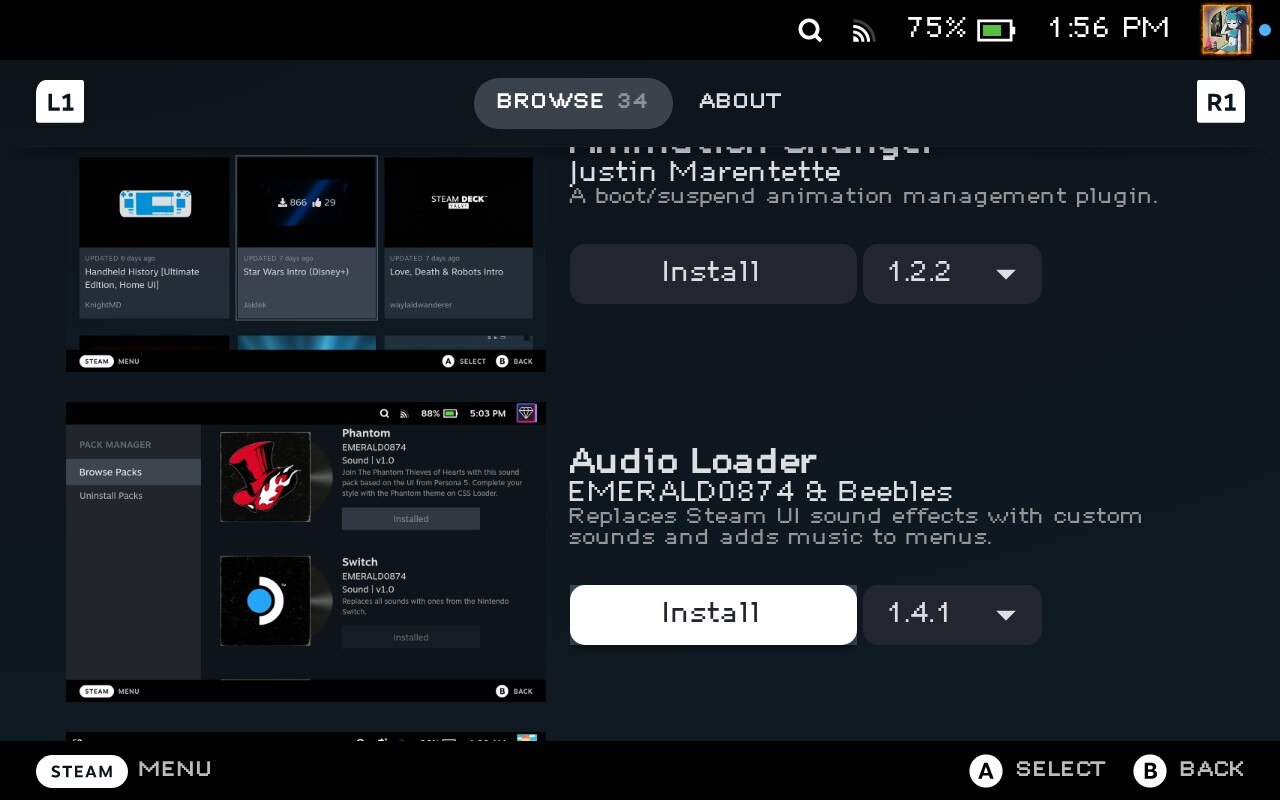 75% 1:56 PM
L1 BROWSE 34 ABOUT R1
Animation Changer
Justin Marentette
A boot/suspend animation management plugin.
Install 1.2.2
866 29
STEAM DECK
VALVE
UPDATED 6 days ago
Handheld History [Ultimate
Edition, Home UI]
KnightMD
UPDATED 7 days ago
Star Wars Intro (Disney+)
Jaldek
UPDATED 7 days ago
Love, Death & Robots Intro
waylaidwanderer
STEAM MENU A SELECT B BACK
88% 5:03 PM
PACK MANAGER
Browse Packs
Uninstall Packs
Phantom
EMERALD0874
Sound | v1.0
Join The Phantom Thieves of Hearts with this sound
pack based on the UI from Persona 5. Complete your
style with the Phantom theme on CSS Loader.
Installed
Switch
EMERALD0874
Sound | v1.0
Replaces all sounds with ones from the Nintendo
Switch.
Installed
STEAM MENU B BACK
Audio Loader
EMERALD0874 & Beebles
Replaces Steam UI sound effects with custom
sounds and adds music to menus.
Install 1.4.1
STEAM MENU A SELECT B BACK